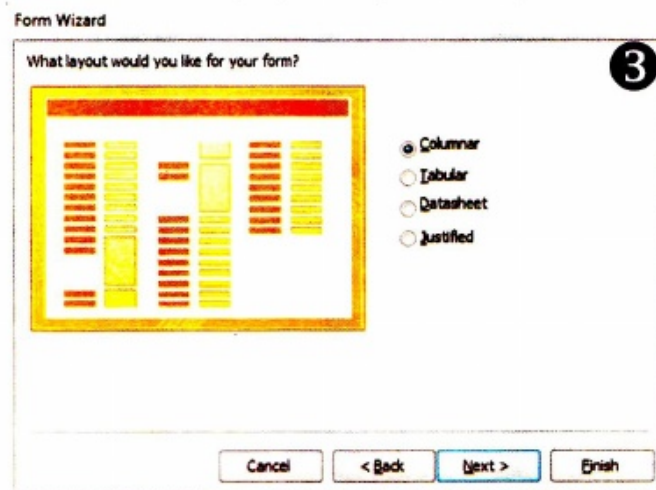 Form Wizard
What layout would you like for your form?
3
Columnar
Tabular
Datasheet
Justified
Cancel
< Back
Next >
Finish